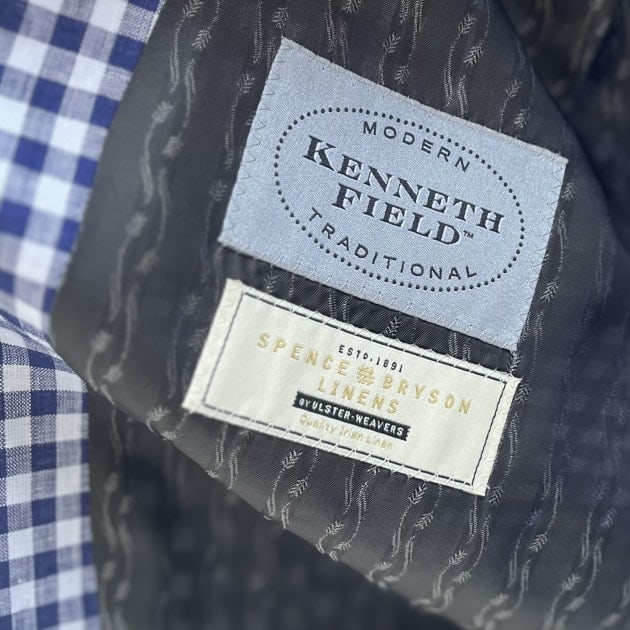 MODERN
KENNETH
FIELD™
TRADITIONAL
ESTD. 1891
SPENCE BRYSON
LINENS
BY ULSTER-WEAVERS
Quality Irish Linen